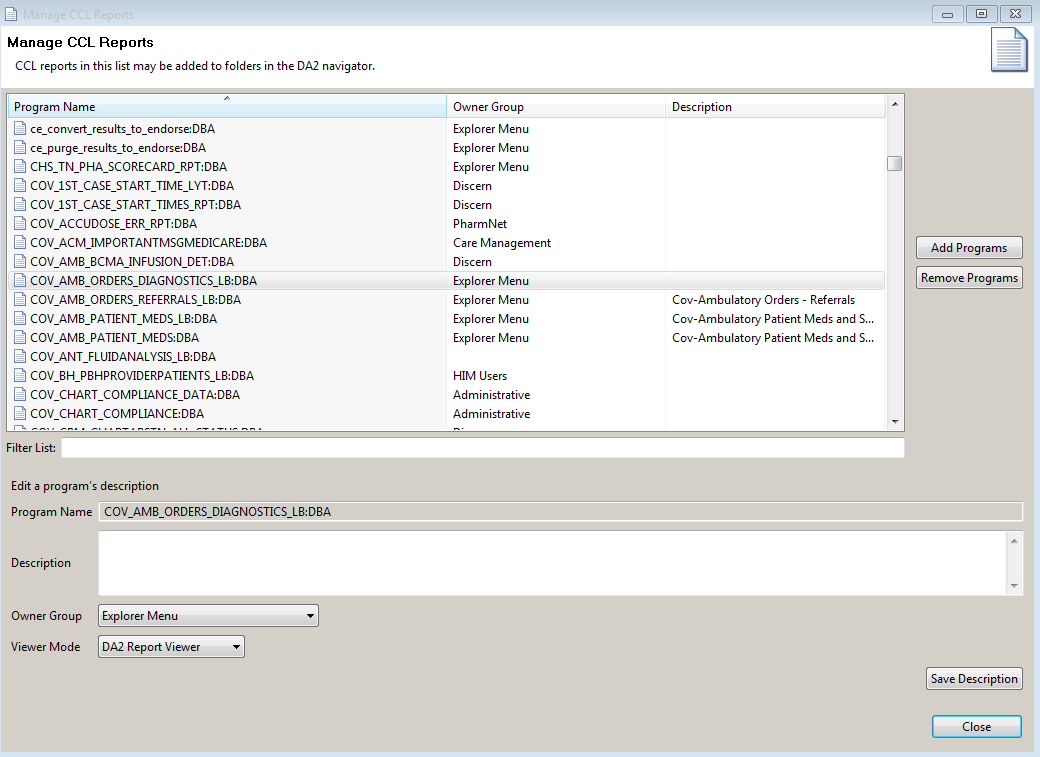 Manage CCL Reports
Manage CCL Reports
CCL reports in this list may be added to folders in the DA2 navigator.
Program Name Owner Group Description
ce_convert_results_to_endorse:DBA Explorer Menu
ce_purge_results_to_endorse:DBA Explorer Menu
CHS_TN_PHA_SCORECARD_RPT:DBA Explorer Menu
COV_1ST_CASE_START_TIME_LYT:DBA Discern
COV_1ST_CASE_START_TIMES_RPT:DBA Discern
COV_ACCUDOSE_ERR_RPT:DBA PharmNet
COV_ACM_IMPORTANTMSGMEDICARE:DBA Care Management
COV_AMB_BCMA_INFUSION_DET:DBA Discern
COV_AMB_ORDERS_DIAGNOSTICS_LB:DBA Explorer Menu
COV_AMB_ORDERS_REFERRALS_LB:DBA Explorer Menu Cov-Ambulatory Orders - Referrals
COV_AMB_PATIENT_MEDS_LB:DBA Explorer Menu Cov-Ambulatory Patient Meds and S...
COV_AMB_PATIENT_MEDS:DBA Explorer Menu Cov-Ambulatory Patient Meds and S...
COV_ANT_FLUIDANALYSIS_LB:DBA
COV_BH_PBHPROVIDERPATIENTS_LB:DBA HIM Users
COV_CHART_COMPLIANCE_DATA:DBA Administrative
COV_CHART_COMPLIANCE:DBA Administrative
Add Programs
Remove Programs
Filter List:
Edit a program's description
Program Name COV_AMB_ORDERS_DIAGNOSTICS_LB:DBA
Description
Owner Group Explorer Menu
Viewer Mode DA2 Report Viewer
Save Description
Close